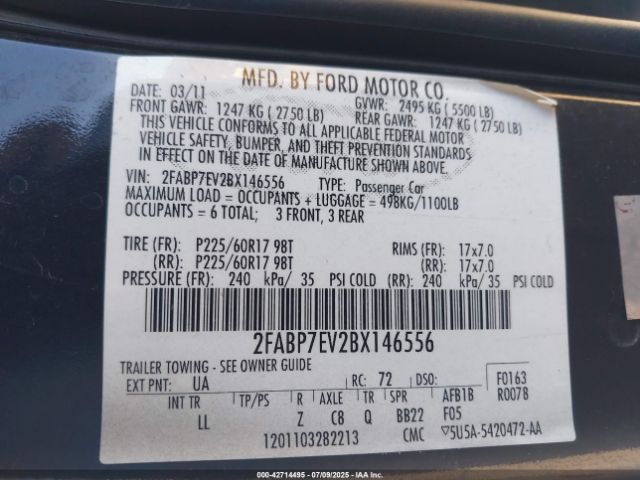 MFD. BY FORD MOTOR CO.
DATE: 03/11 GVWR: 2495 KG ( 5500 LB)
FRONT GAWR: 1247 KG ( 2750 LB) REAR GAWR: 1247 KG ( 2750 LB)
THIS VEHICLE CONFORMS TO ALL APPLICABLE FEDERAL MOTOR
VEHICLE SAFETY, BUMPER, AND THEFT PREVENTION STANDARDS
IN EFFECT ON THE DATE OF MANUFACTURE SHOWN ABOVE.
VIN: 2FABP7EV2BX146556 TYPE: Passenger Car
MAXIMUM LOAD = OCCUPANTS + LUGGAGE = 498KG/1100LB
OCCUPANTS = 6 TOTAL; 3 FRONT, 3 REAR
TIRE (FR): P225/60R17 98T RIMS (FR): 17x7.0
(RR): P225/60R17 98T (RR): 17x7.0
PRESSURE (FR): 240 kPa/ 35 PSI COLD (RR): 240 kPa/ 35 PSI COLD
2FABP7EV2BX146556
TRAILER TOWING - SEE OWNER GUIDE
EXT PNT: UA RC: 72 DSO: F0163
INT TR TP/PS R AXLE TR SPR AFB1B R0078
LL Z C8 Q BB22 F05
1201103282213 CMC ▽5U5A-5420472-AA
000-42714495 | 07/09/2025 | IAAI.COM